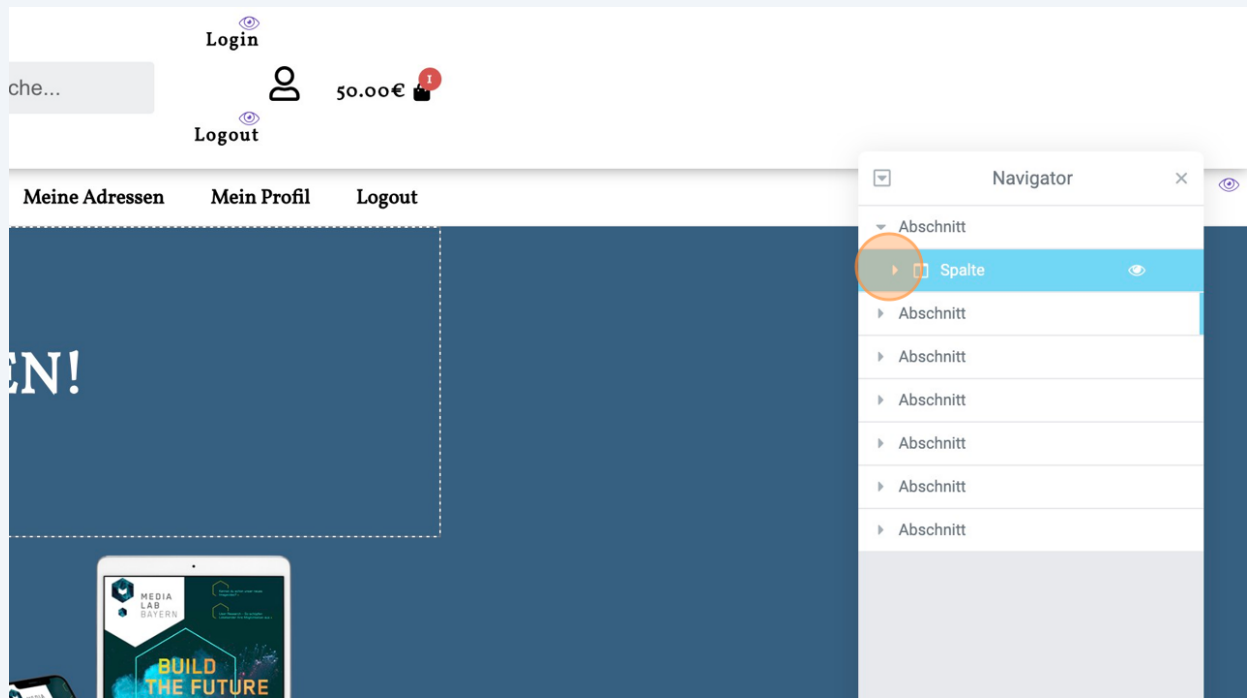 Login
che...
50.00€ 1
Logout
Meine Adressen Mein Profil Logout
EN!
Navigator
Abschnitt
Spalte
Abschnitt
Abschnitt
Abschnitt
Abschnitt
Abschnitt
Abschnitt
MEDIA
LAB
BAYERN
BUILD
THE FUTURE